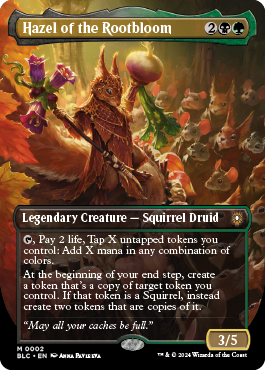 Hazel of the Rootbloom 2
Legendary Creature — Squirrel Druid
, Pay 2 life, Tap X untapped tokens you
control: Add X mana in any combination
of colors.
At the beginning of your end step, create
a token that's a copy of target token you
control. If that token is a Squirrel, instead
create two tokens that are copies of it.
"May all your caches be full."
3/5
M 0002
BLC • EN Anna Pavleeva
™ & © 2024 Wizards of the Coast